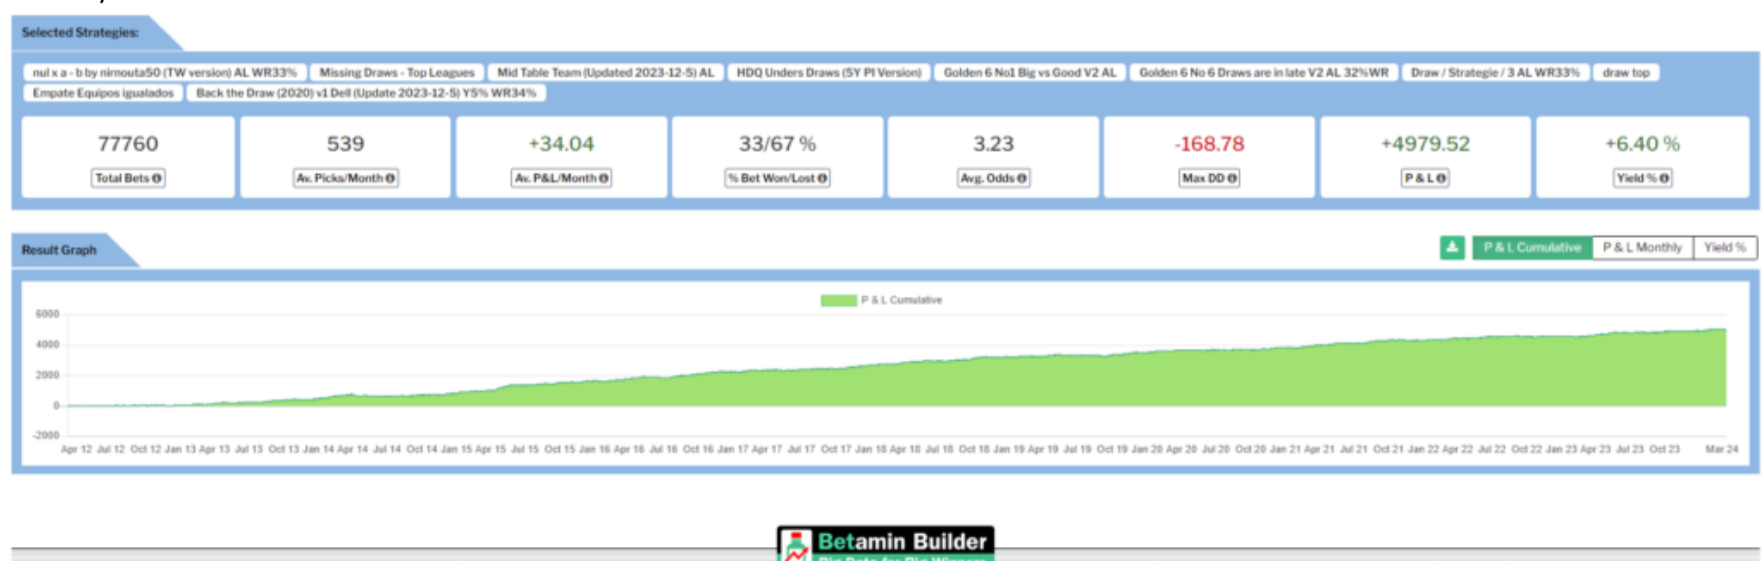 Selected Strategies:
nul x a - b by nirnouta50 (TW version) AL WR33% Missing Draws - Top Leagues Mid Table Team (Updated 2023-12-5) AL HDQ Unders Draws (5Y PI Version) Golden 6 No1 Big vs Good V2 AL Golden 6 No 6 Draws are in late V2 AL 32%WR Draw / Strategie / 3 AL WR33% draw top
Empate Equipos igualados Back the Draw (2020) v1 Dell (Update 2023-12-5) Y5% WR34%
77760 539 +34.04 33/67 % 3.23 -168.78 +4979.52 +6.40 %
Total Bets Av. Picks/Month Av. P&L/Month % Bet Won/Lost Avg. Odds Max DD P & L Yield %
Result Graph P & L Cumulative P & L Monthly Yield %
P & L Cumulative
6000
4000
2000
0
-2000
Apr 12 Jul 12 Oct 12 Jan 13 Apr 13 Jul 13 Oct 13 Jan 14 Apr 14 Jul 14 Oct 14 Jan 15 Apr 15 Jul 15 Oct 15 Jan 16 Apr 16 Jul 16 Oct 16 Jan 17 Apr 17 Jul 17 Oct 17 Jan 18 Apr 18 Jul 18 Oct 18 Jan 19 Apr 19 Jul 19 Oct 19 Jan 20 Apr 20 Jul 20 Oct 20 Jan 21 Apr 21 Jul 21 Oct 21 Jan 22 Apr 22 Jul 22 Oct 22 Jan 23 Apr 23 Jul 23 Oct 23 Mar 24
Betamin Builder